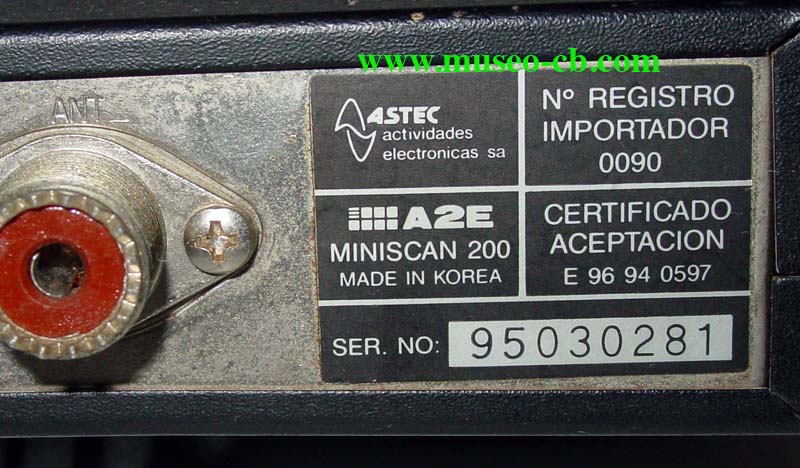 www.museo-cb.com
ANT
ASTEC
actividades
electronicas sa
Nº REGISTRO
IMPORTADOR
0090
A2E
MINISCAN 200
MADE IN KOREA
CERTIFICADO
ACEPTACION
E 96 94 0597
SER. NO: 95030281